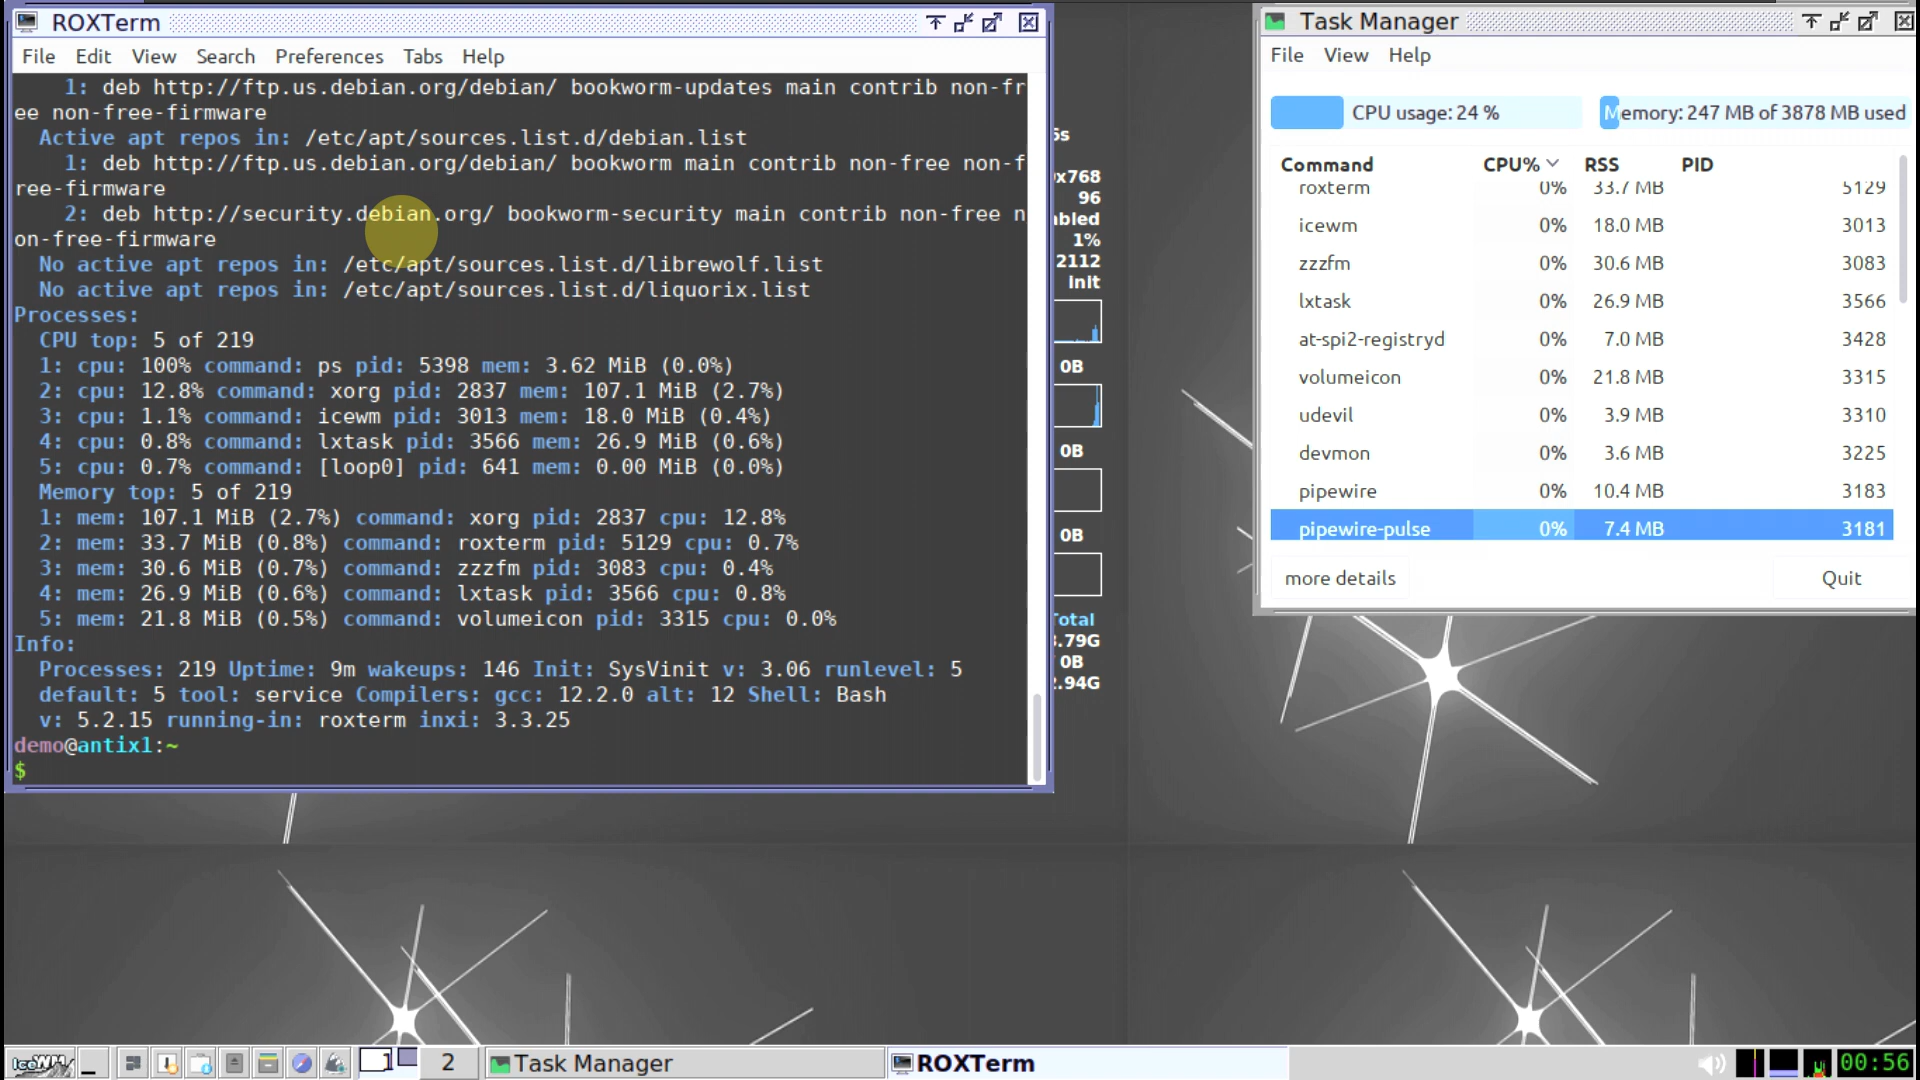 ROXTerm
File Edit View Search Preferences Tabs Help
1: deb http://ftp.us.debian.org/debian/ bookworm-updates main contrib non-fr
ee non-free-firmware
Active apt repos in: /etc/apt/sources.list.d/debian.list
1: deb http://ftp.us.debian.org/debian/ bookworm main contrib non-free non-f
ree-firmware
2: deb http://security.debian.org/ bookworm-security main contrib non-free n
on-free-firmware
No active apt repos in: /etc/apt/sources.list.d/librewolf.list
No active apt repos in: /etc/apt/sources.list.d/liquorix.list
Processes:
CPU top: 5 of 219
1: cpu: 100% command: ps pid: 5398 mem: 3.62 MiB (0.0%)
2: cpu: 12.8% command: xorg pid: 2837 mem: 107.1 MiB (2.7%)
3: cpu: 1.1% command: icewm pid: 3013 mem: 18.0 MiB (0.4%)
4: cpu: 0.8% command: lxtask pid: 3566 mem: 26.9 MiB (0.6%)
5: cpu: 0.7% command: [loop0] pid: 641 mem: 0.00 MiB (0.0%)
Memory top: 5 of 219
1: mem: 107.1 MiB (2.7%) command: xorg pid: 2837 cpu: 12.8%
2: mem: 33.7 MiB (0.8%) command: roxterm pid: 5129 cpu: 0.7%
3: mem: 30.6 MiB (0.7%) command: zzzfm pid: 3083 cpu: 0.4%
4: mem: 26.9 MiB (0.6%) command: lxtask pid: 3566 cpu: 0.8%
5: mem: 21.8 MiB (0.5%) command: volumeicon pid: 3315 cpu: 0.0%
Info:
Processes: 219 Uptime: 9m wakeups: 146 Init: SysVinit v: 3.06 runlevel: 5
default: 5 tool: service Compilers: gcc: 12.2.0 alt: 12 Shell: Bash
v: 5.2.15 running-in: roxterm inxi: 3.3.25
demo@antix1:~
$
x768
96
bled
1%
2112
Init
0B
0B
0B
Total
.79G
0B
.94G
Task Manager
File View Help
CPU usage: 24 % Memory: 247 MB of 3878 MB used
Command CPU% RSS PID
roxterm 0% 33.7 MB 5129
icewm 0% 18.0 MB 3013
zzzfm 0% 30.6 MB 3083
lxtask 0% 26.9 MB 3566
at-spi2-registryd 0% 7.0 MB 3428
volumeicon 0% 21.8 MB 3315
udevil 0% 3.9 MB 3310
devmon 0% 3.6 MB 3225
pipewire 0% 10.4 MB 3183
pipewire-pulse 0% 7.4 MB 3181
more details Quit
IceWM 1 2 Task Manager ROXTerm 00:56